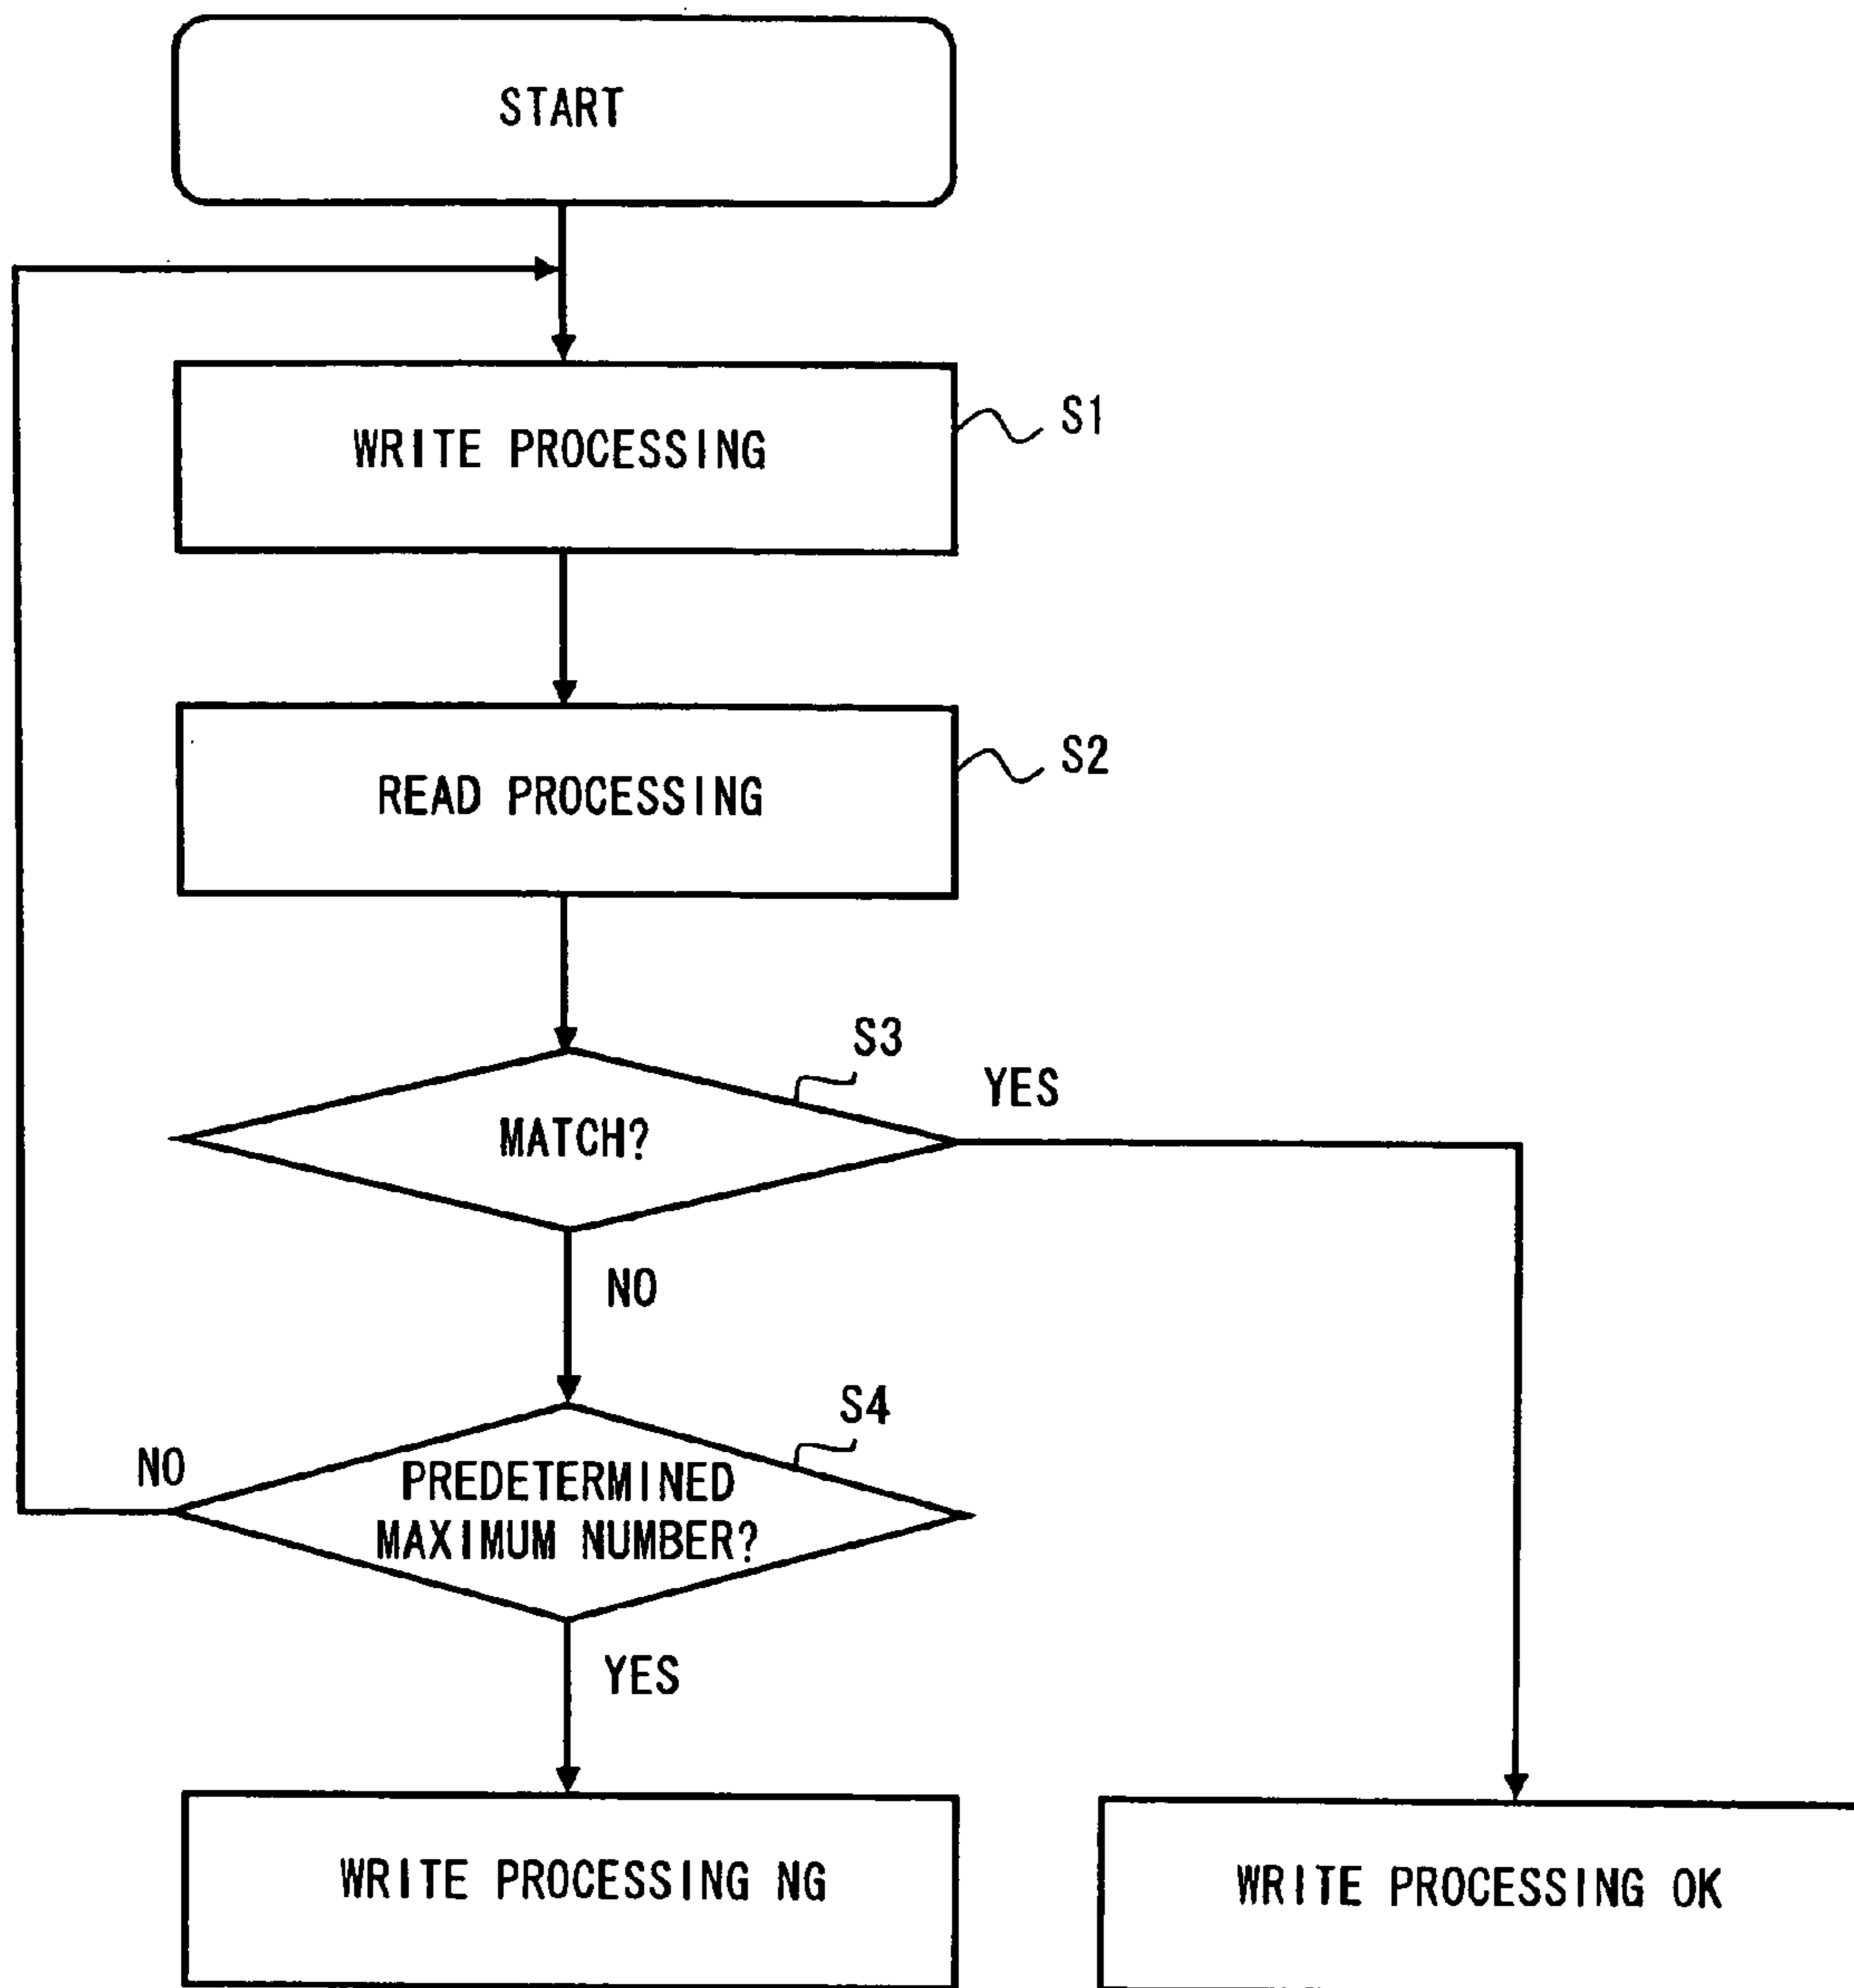 START
WRITE PROCESSING
S1
READ PROCESSING
S2
S3
YES
MATCH?
NO
S4
NO
PREDETERMINED
MAXIMUM NUMBER?
YES
WRITE PROCESSING NG
WRITE PROCESSING OK